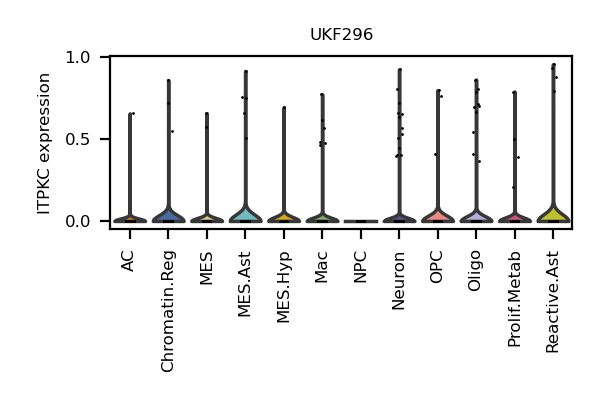 UKF296
ITPKC expression
1.0
0.5
0.0
AC
Chromatin.Reg
MES
MES.Ast
MES.Hyp
Mac
NPC
Neuron
OPC
Oligo
Prolif.Metab
Reactive.Ast